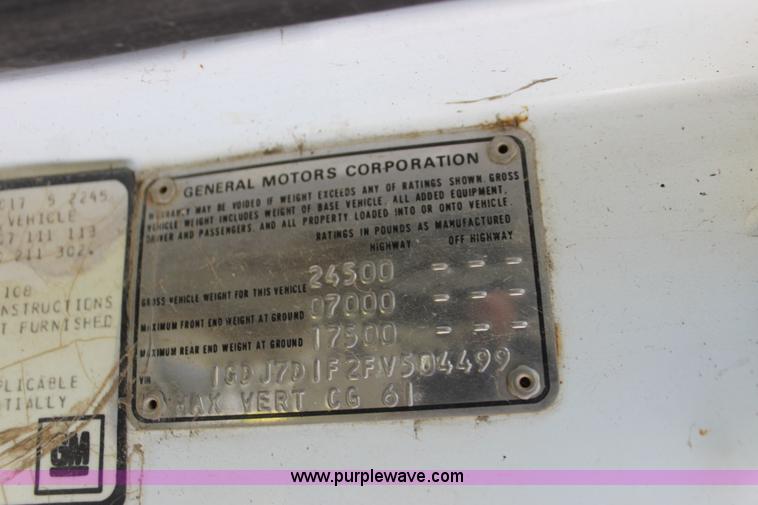 017 5 2245
VEHICLE
111 113
211 302
108
NSTRUCTIONS
T FURNISHED
PLICABLE
NTIALLY
GM
GENERAL MOTORS CORPORATION
WARRANTY MAY BE VOIDED IF WEIGHT EXCEEDS ANY OF RATINGS SHOWN. GROSS
VEHICLE WEIGHT INCLUDES WEIGHT OF BASE VEHICLE, ALL ADDED EQUIPMENT,
DRIVER AND PASSENGERS, AND ALL PROPERTY LOADED INTO OR ONTO VEHICLE.
RATINGS IN POUNDS AS MANUFACTURED
HIGHWAY OFF HIGHWAY
GROSS VEHICLE WEIGHT FOR THIS VEHICLE 24500 - - -
MAXIMUM FRONT END WEIGHT AT GROUND 07000 - - -
MAXIMUM REAR END WEIGHT AT GROUND 17500 - - -
VIN 1GDJ7D1F2FV504499
MAX VERT CG 61
www.purplewave.com